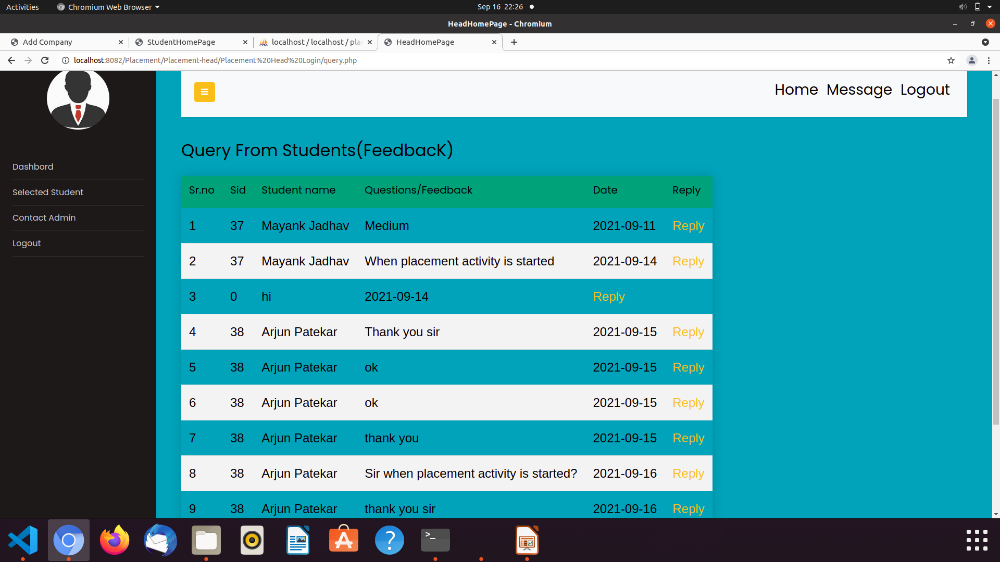 Activities Chromium Web Browser Sep 16 22:26
HeadHomePage - Chromium
Add Company StudentHomePage localhost / localhost / pla HeadHomePage
localhost:8082/Placement/Placement-head/Placement%20Head%20Login/query.php
Home Message Logout
Dashbord
Selected Student
Contact Admin
Logout
Query From Students(FeedbacK)
Sr.no Sid Student name Questions/Feedback Date Reply
1 37 Mayank Jadhav Medium 2021-09-11 Reply
2 37 Mayank Jadhav When placement activity is started 2021-09-14 Reply
3 0 hi 2021-09-14 Reply
4 38 Arjun Patekar Thank you sir 2021-09-15 Reply
5 38 Arjun Patekar ok 2021-09-15 Reply
6 38 Arjun Patekar ok 2021-09-15 Reply
7 38 Arjun Patekar thank you 2021-09-15 Reply
8 38 Arjun Patekar Sir when placement activity is started? 2021-09-16 Reply
9 38 Arjun Patekar thank you sir 2021-09-16 Reply